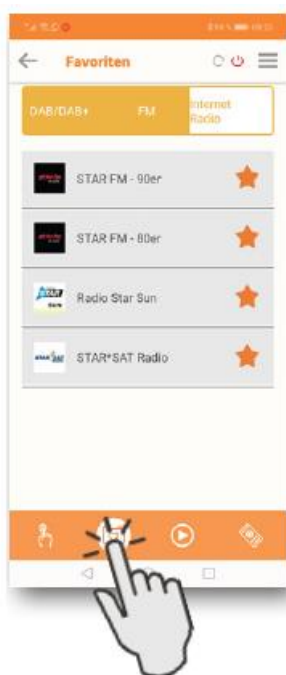 Favoriten
DAB/DAB+
FM
Internet
Radio
STAR FM - 90er
STAR FM - 80er
Radio Star Sun
STAR*SAT Radio